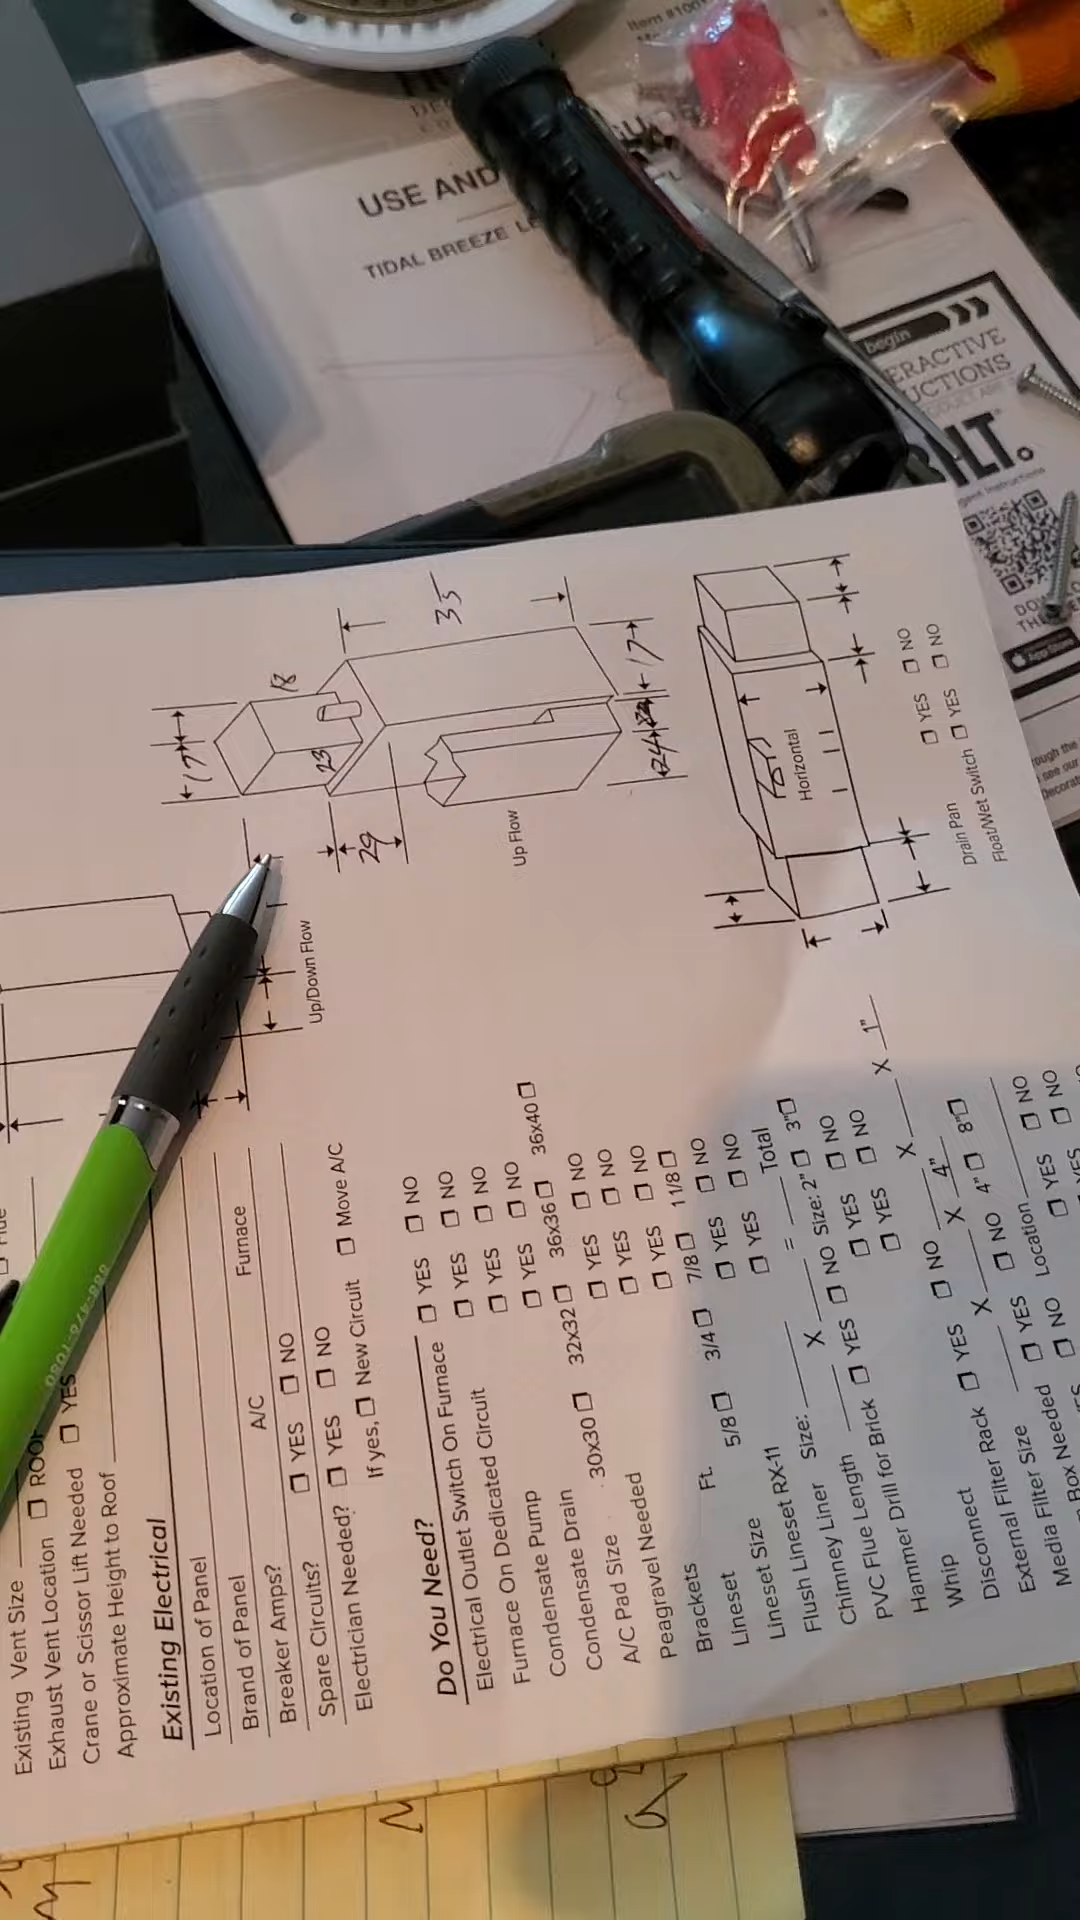 USE AND
TIDAL BREEZE
begin
ERACTIVE
UCTIONS
ILT.
17
18
23
29
33
17
24
Up Flow
Up/Down Flow
Horizontal
Drain Pan ☐ YES ☐ NO
Float/Wet Switch ☐ YES ☐ NO
Existing Vent Size
Exhaust Vent Location ☐ ROOF
Crane or Scissor Lift Needed ☐ YES
Approximate Height to Roof
Existing Electrical
Location of Panel
Brand of Panel
Breaker Amps? A/C Furnace
Spare Circuits? ☐ YES ☐ NO
Electrician Needed? ☐ YES ☐ NO
If yes, ☐ New Circuit ☐ Move A/C
Do You Need?
Electrical Outlet Switch On Furnace ☐ YES ☐ NO
Furnace On Dedicated Circuit ☐ YES ☐ NO
Condensate Pump ☐ YES ☐ NO
Condensate Drain ☐ YES ☐ NO
A/C Pad Size 30x30 ☐ 32x32 ☐ 36x36 ☐ 36x40 ☐
Peagravel Needed ☐ YES ☐ NO
Brackets ☐ YES ☐ NO
Lineset Ft. ☐ YES ☐ NO
Lineset Size 5/8 ☐ 3/4 ☐ 7/8 ☐ 1 1/8 ☐
Lineset RX-11 ☐ YES ☐ NO
Flush Lineset ☐ YES ☐ NO
Chimney Liner Size: X = Total
PVC Flue Length ☐ YES ☐ NO Size: 2" ☐ 3" ☐
Hammer Drill for Brick ☐ YES ☐ NO
Whip ☐ YES ☐ NO
Disconnect ☐ YES ☐ NO
External Filter Rack X X 1"
External Filter Size X X 4"
Media Filter Size ☐ YES ☐ NO 4" ☐ 8" ☐
Box Needed Location
☐ YES ☐ NO